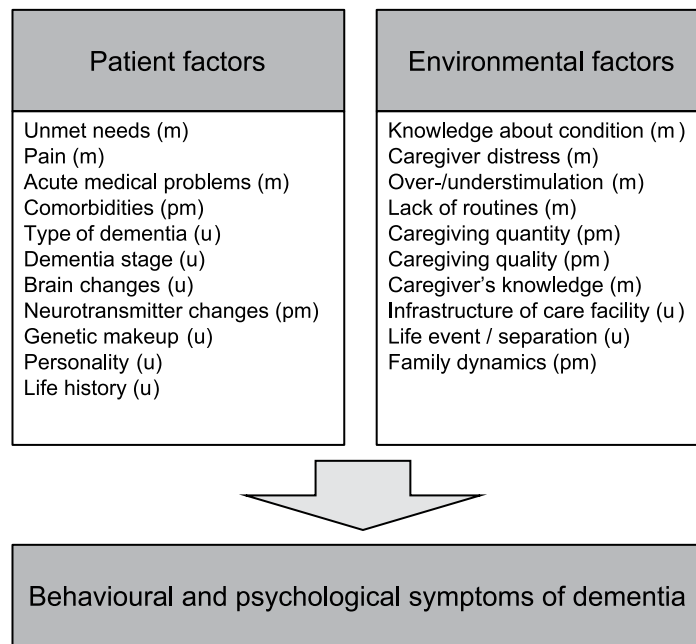 Patient factors
Unmet needs (m)
Pain (m)
Acute medical problems (m)
Comorbidities (pm)
Type of dementia (u)
Dementia stage (u)
Brain changes (u)
Neurotransmitter changes (pm)
Genetic makeup (u)
Personality (u)
Life history (u)
Environmental factors
Knowledge about condition (m)
Caregiver distress (m)
Over-/understimulation (m)
Lack of routines (m)
Caregiving quantity (pm)
Caregiving quality (pm)
Caregiver's knowledge (m)
Infrastructure of care facility (u)
Life event / separation (u)
Family dynamics (pm)
Behavioural and psychological symptoms of dementia